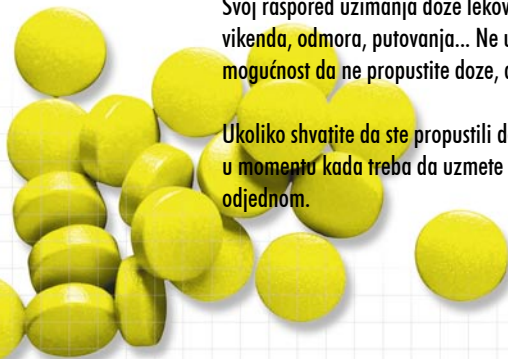 Svoj raspored uzimanja doze lekov
vikenda, odmora, putovanja... Ne u
mogućnost da ne propustite doze,
Ukoliko shvatite da ste propustili d
u momentu kada treba da uzmete
odjednom.